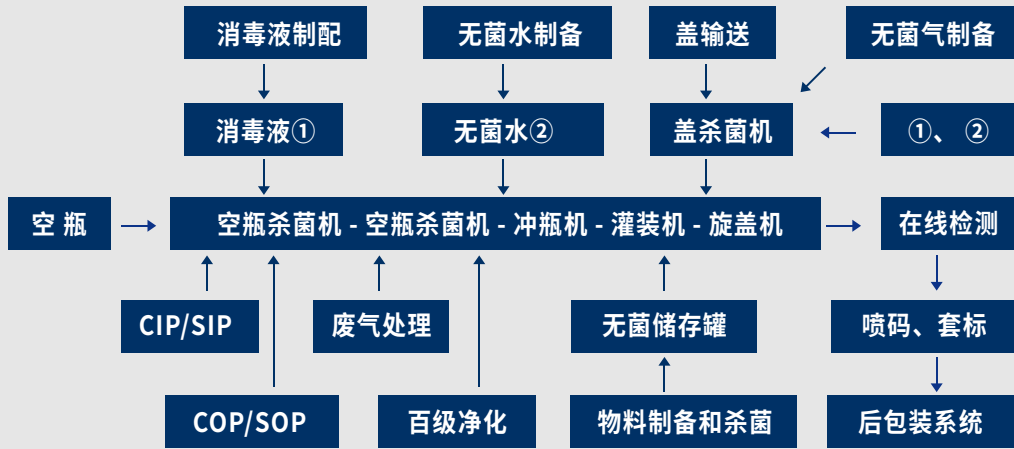 消毒液制配
无菌水制备
盖输送
无菌气制备
消毒液①
无菌水②
盖杀菌机
①、②
空 瓶
空瓶杀菌机 - 空瓶杀菌机 - 冲瓶机 - 灌装机 - 旋盖机
在线检测
CIP/SIP
废气处理
无菌储存罐
喷码、套标
COP/SOP
百级净化
物料制备和杀菌
后包装系统